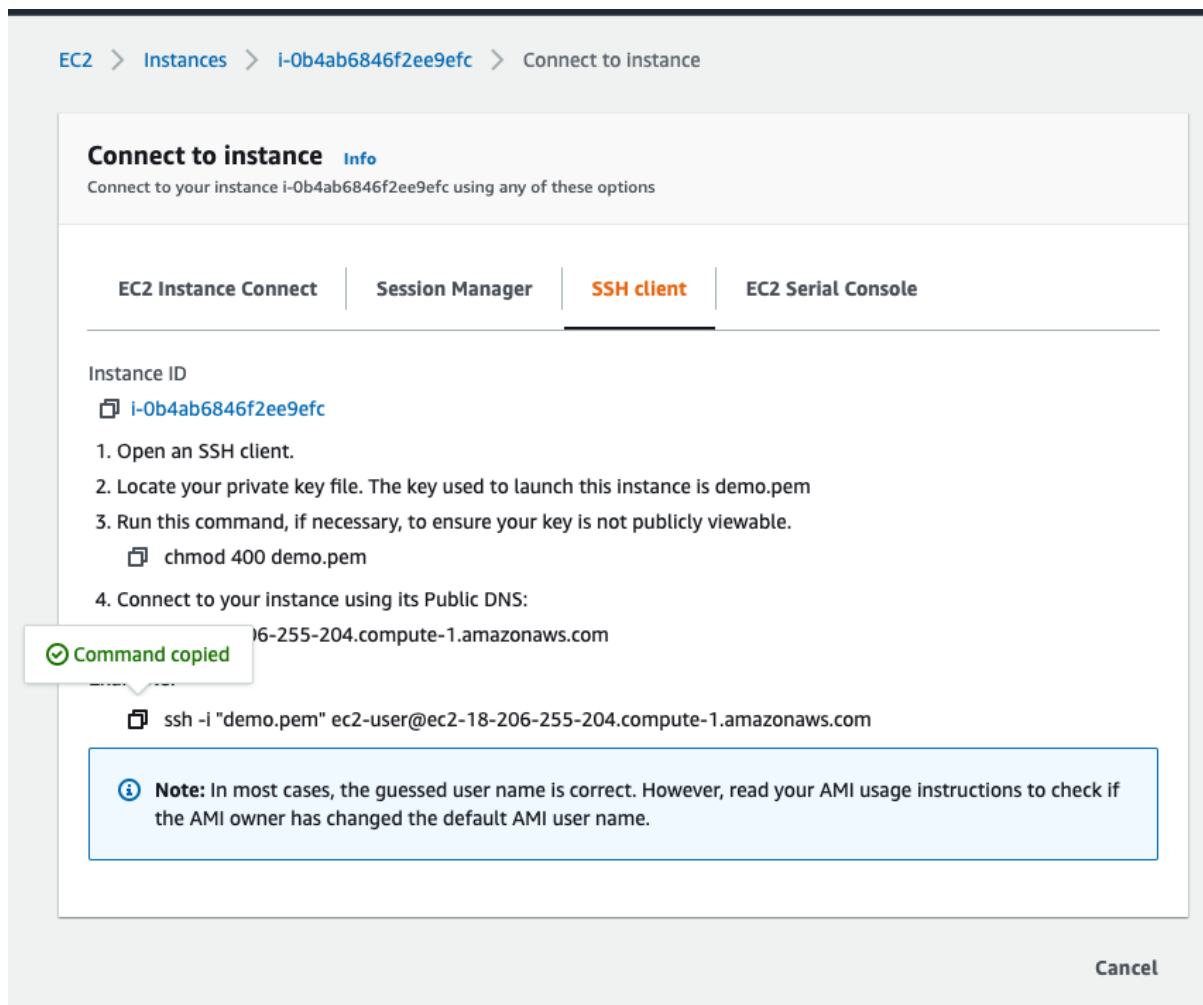 EC2 > Instances > i-0b4ab6846f2ee9efc > Connect to instance
Connect to instance Info
Connect to your instance i-0b4ab6846f2ee9efc using any of these options
EC2 Instance Connect Session Manager SSH client EC2 Serial Console
Instance ID
i-0b4ab6846f2ee9efc
1. Open an SSH client.
2. Locate your private key file. The key used to launch this instance is demo.pem
3. Run this command, if necessary, to ensure your key is not publicly viewable.
chmod 400 demo.pem
4. Connect to your instance using its Public DNS:
6-255-204.compute-1.amazonaws.com
Command copied
ssh -i "demo.pem" ec2-user@ec2-18-206-255-204.compute-1.amazonaws.com
Note: In most cases, the guessed user name is correct. However, read your AMI usage instructions to check if
the AMI owner has changed the default AMI user name.
Cancel